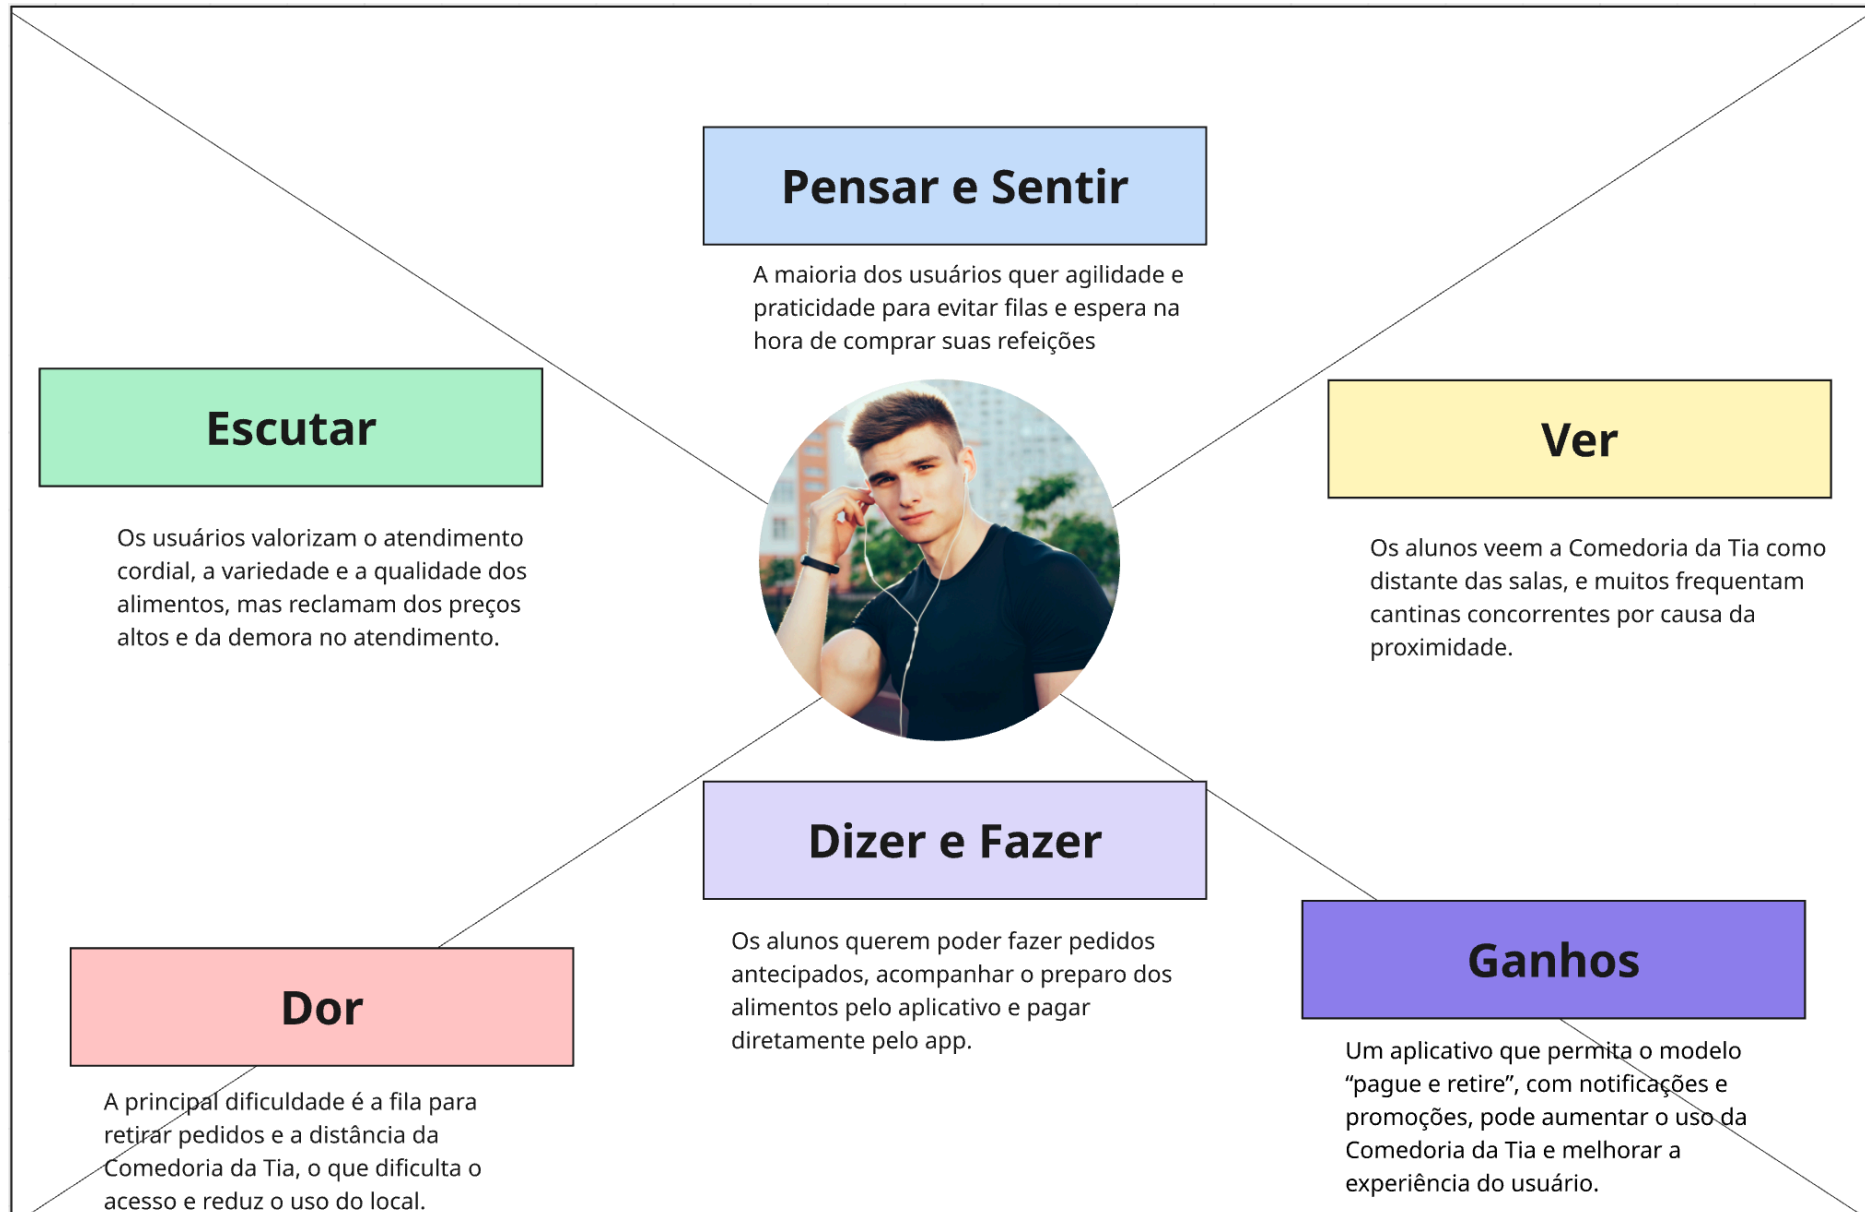 Pensar e Sentir
A maioria dos usuários quer agilidade e
praticidade para evitar filas e espera na
hora de comprar suas refeições
Escutar
Os usuários valorizam o atendimento
cordial, a variedade e a qualidade dos
alimentos, mas reclamam dos preços
altos e da demora no atendimento.
Ver
Os alunos veem a Comedoria da Tia como
distante das salas, e muitos frequentam
cantinas concorrentes por causa da
proximidade.
Dizer e Fazer
Os alunos querem poder fazer pedidos
antecipados, acompanhar o preparo dos
alimentos pelo aplicativo e pagar
diretamente pelo app.
Dor
A principal dificuldade é a fila para
retirar pedidos e a distância da
Comedoria da Tia, o que dificulta o
acesso e reduz o uso do local.
Ganhos
Um aplicativo que permita o modelo
“pague e retire”, com notificações e
promoções, pode aumentar o uso da
Comedoria da Tia e melhorar a
experiência do usuário.